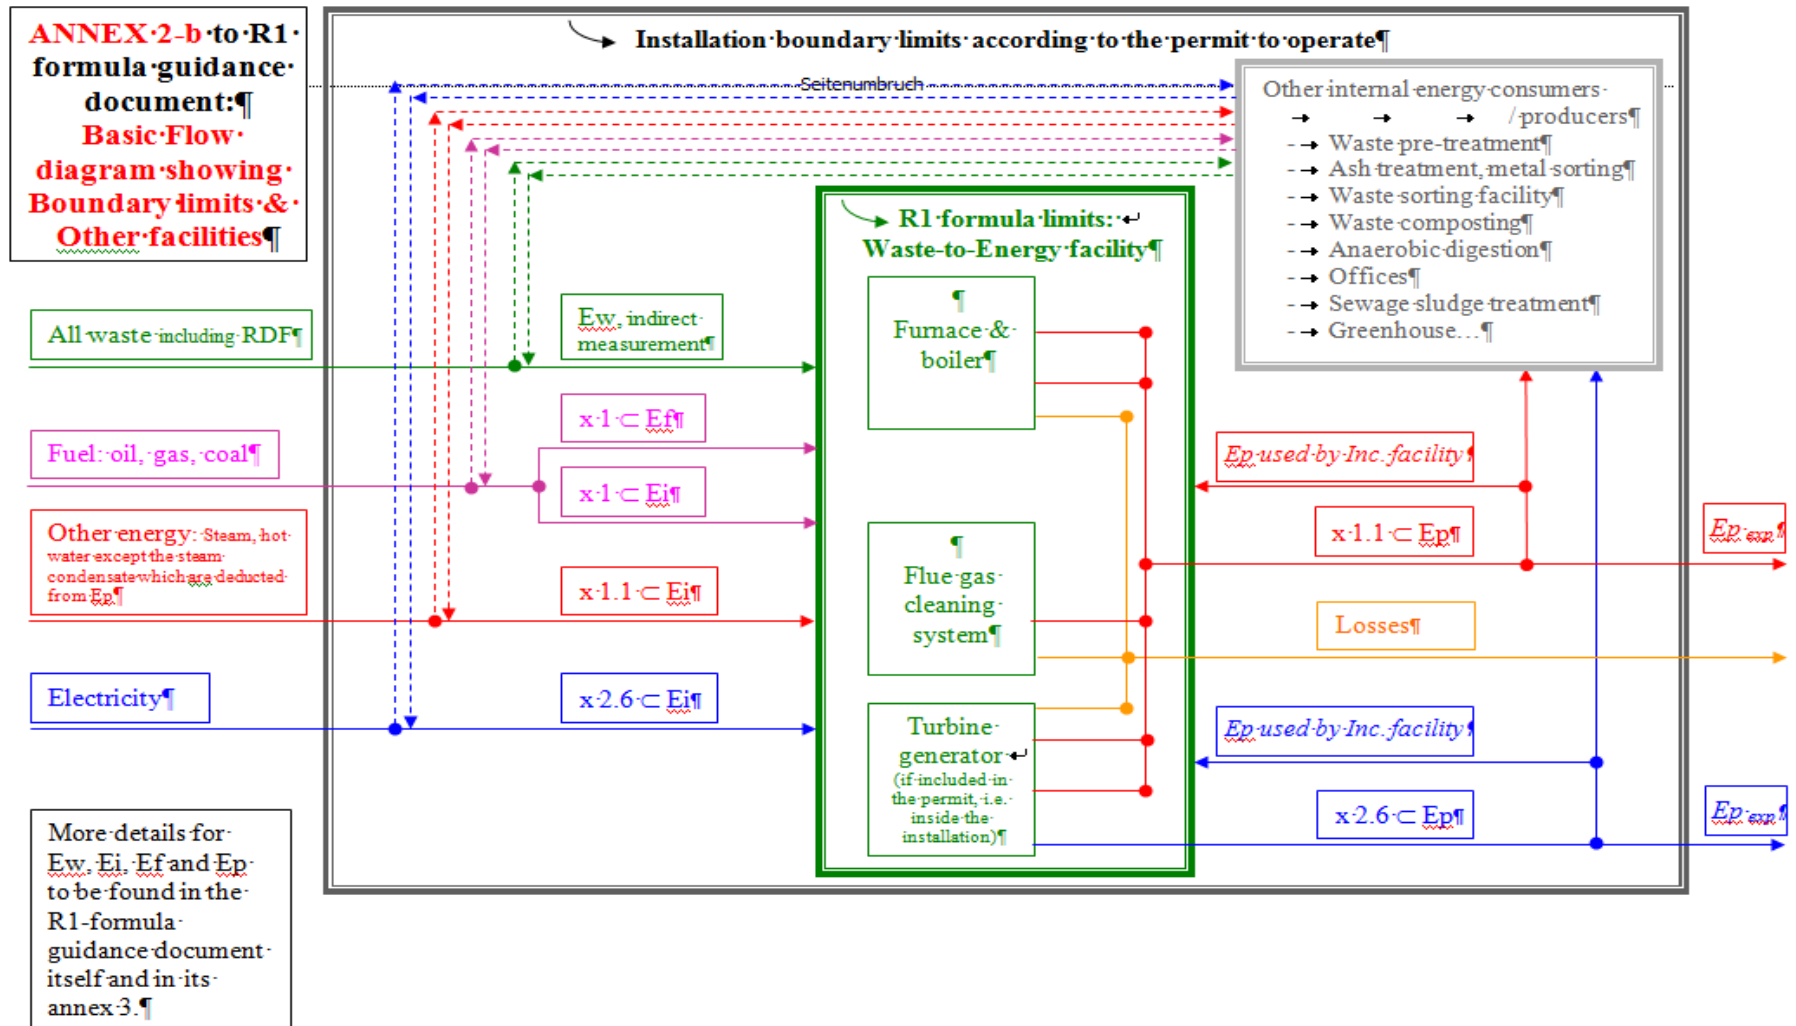 ANNEX 2-b to R1
formula guidance
document:¶
Basic Flow
diagram showing
Boundary limits &
Other facilities¶
Installation boundary limits according to the permit to operate¶
Seitenumbruch
Other internal energy consumers
/ producers¶
- Waste pre-treatment¶
- Ash treatment, metal sorting¶
- Waste sorting facility¶
- Waste composting¶
- Anaerobic digestion¶
- Offices¶
- Sewage sludge treatment¶
- Greenhouse…¶
R1 formula limits:
Waste-to-Energy facility¶
All waste including RDF¶
Ew, indirect
measurement¶
¶
Furnace &
boiler¶
Fuel: oil, gas, coal¶
x 1 ⊂ Ef¶
x 1 ⊂ Ei¶
Ep used by Inc. facility¶
Other energy: Steam, hot
water except the steam
condensate which are deducted
from Ep¶
x 1.1 ⊂ Ei¶
¶
Flue gas
cleaning
system¶
x 1.1 ⊂ Ep¶
Ep exp¶
Losses¶
Electricity¶
x 2.6 ⊂ Ei¶
Turbine
generator
(if included in
the permit, i.e.
inside the
installation)¶
Ep used by Inc. facility¶
x 2.6 ⊂ Ep¶
Ep exp¶
More details for
Ew, Ei, Ef and Ep
to be found in the
R1-formula
guidance document
itself and in its
annex 3.¶